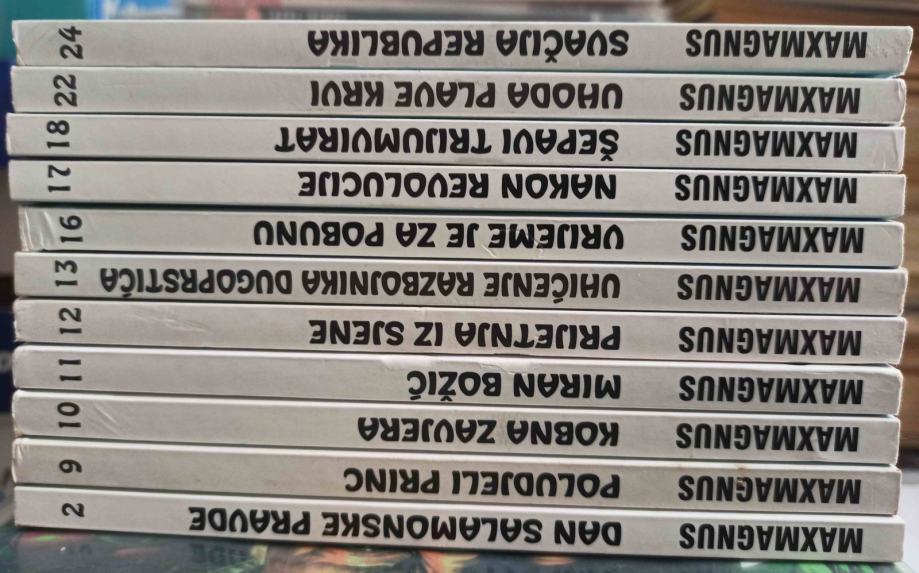 MAXMAGNUS SVAČIJA REPUBLIKA 24
MAXMAGNUS UHODA PLAVE KRVI 22
MAXMAGNUS ŠEPAVI TRIJUMVIRAT 18
MAXMAGNUS NAKON REVOLUCIJE 17
MAXMAGNUS VRIJEME JE ZA POBUNU 16
MAXMAGNUS UHIĆENJE RAZBOJNIKA DUGOPRSTIĆA 13
MAXMAGNUS PRIJETNJA IZ SJENE 12
MAXMAGNUS MIRAN BOŽIĆ 11
MAXMAGNUS KOBNA ZAVJERA 10
MAXMAGNUS POLUDJELI PRINC 9
MAXMAGNUS DAN SALAMONSKE PRAVDE 2